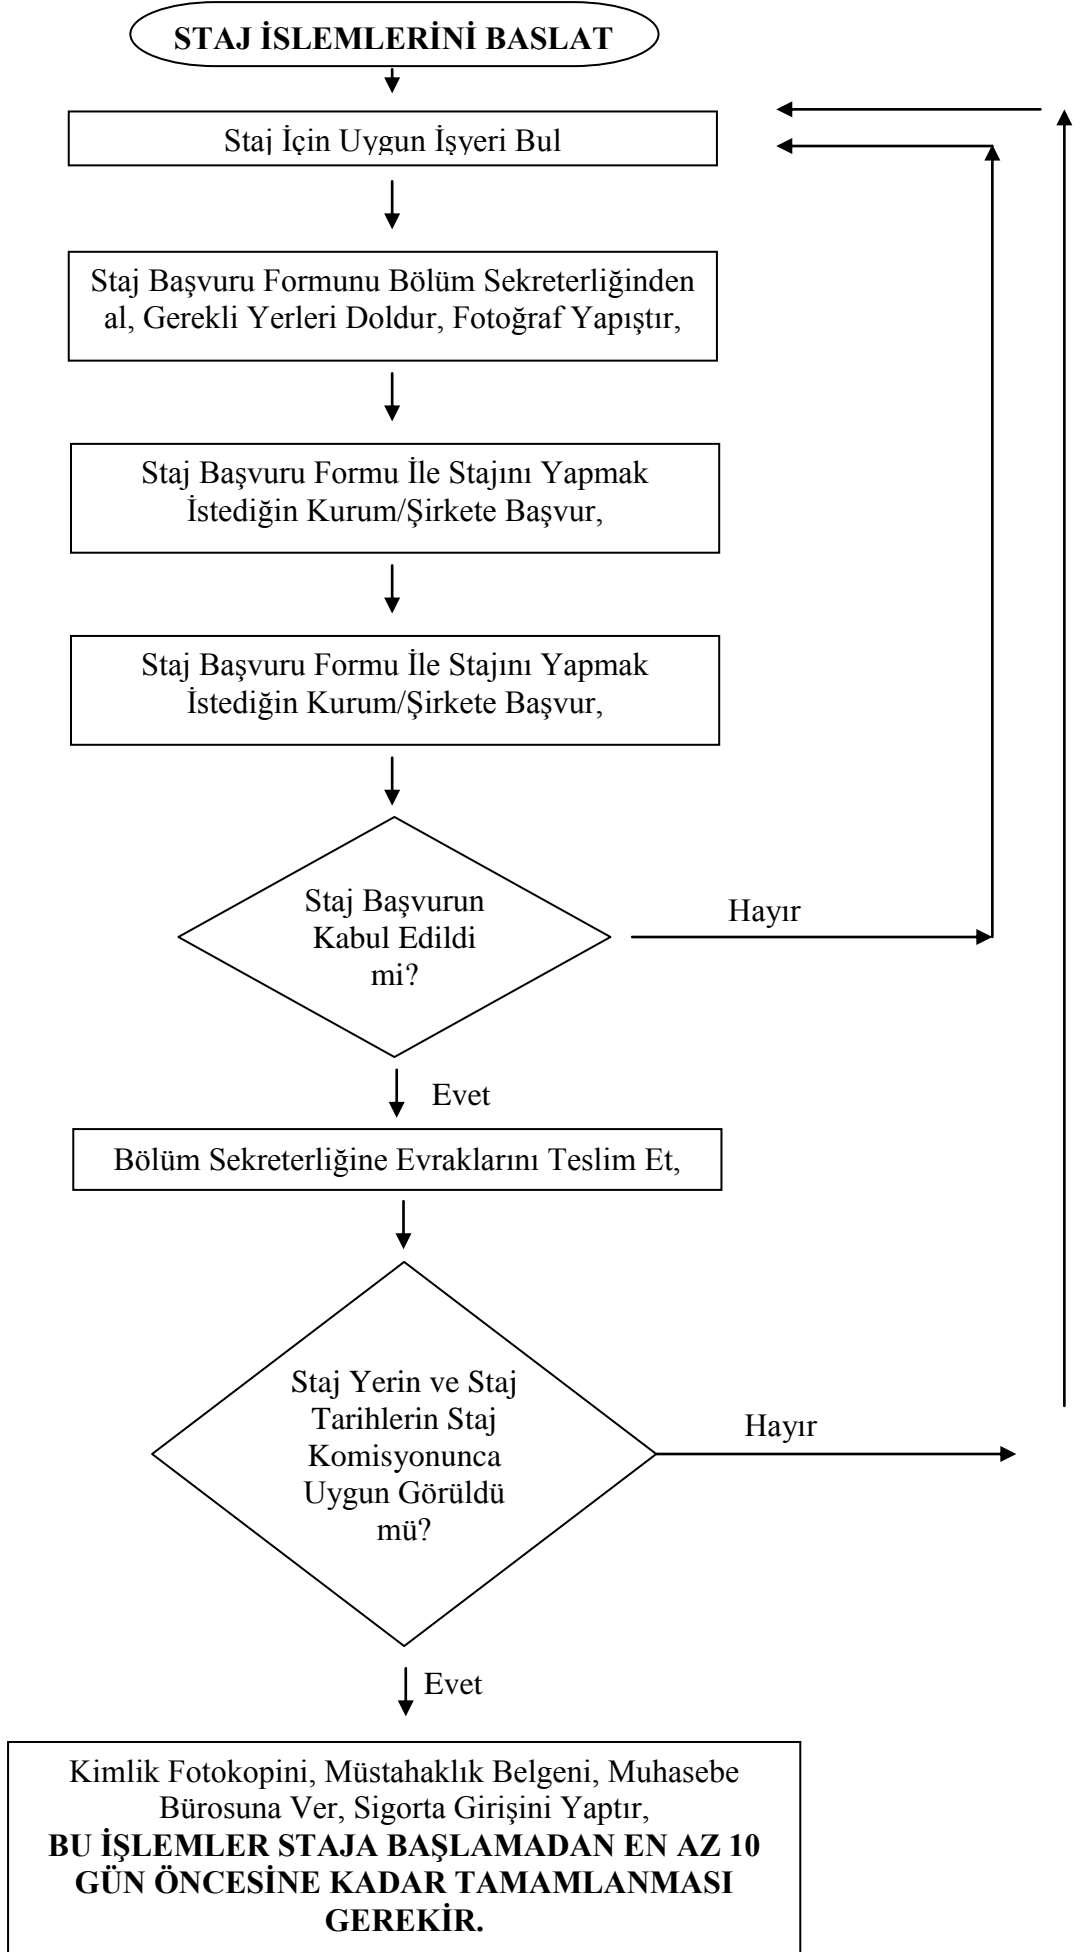 STAJ İSLEMLERİNİ BASLAT
Staj İçin Uygun İşyeri Bul
Staj Başvuru Formunu Bölüm Sekreterliğinden
al, Gerekli Yerleri Doldur, Fotoğraf Yapıştır,
Staj Başvuru Formu İle Stajını Yapmak
İstediğin Kurum/Şirkete Başvur,
Staj Başvuru Formu İle Stajını Yapmak
İstediğin Kurum/Şirkete Başvur,
Staj Başvurun
Kabul Edildi
mi?
Hayır
Evet
Bölüm Sekreterliğine Evraklarını Teslim Et,
Staj Yerin ve Staj
Tarihlerin Staj
Komisyonunca
Uygun Görüldü
mü?
Hayır
Evet
Kimlik Fotokopini, Müstahaklık Belgeni, Muhasebe
Bürosuna Ver, Sigorta Girişini Yaptır,
BU İŞLEMLER STAJA BAŞLAMADAN EN AZ 10
GÜN ÖNCESİNE KADAR TAMAMLANMASI
GEREKİR.